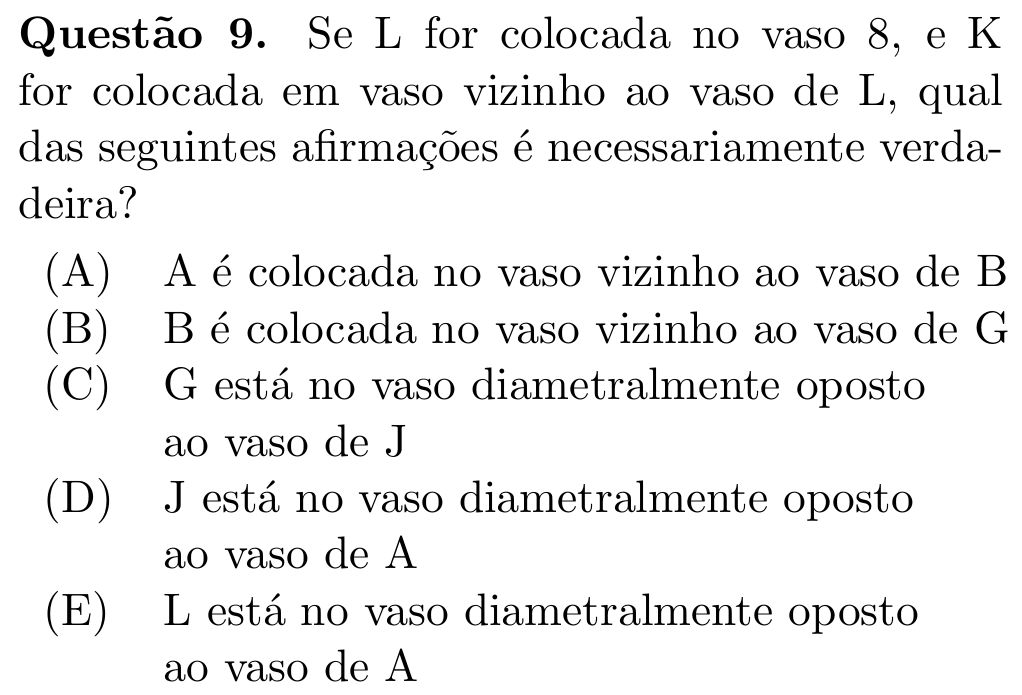 Questão 9. Se L for colocada no vaso 8, e K
for colocada em vaso vizinho ao vaso de L, qual
das seguintes afirmações é necessariamente verda-
deira?
(A) A é colocada no vaso vizinho ao vaso de B
(B) B é colocada no vaso vizinho ao vaso de G
(C) G está no vaso diametralmente oposto
ao vaso de J
(D) J está no vaso diametralmente oposto
ao vaso de A
(E) L está no vaso diametralmente oposto
ao vaso de A